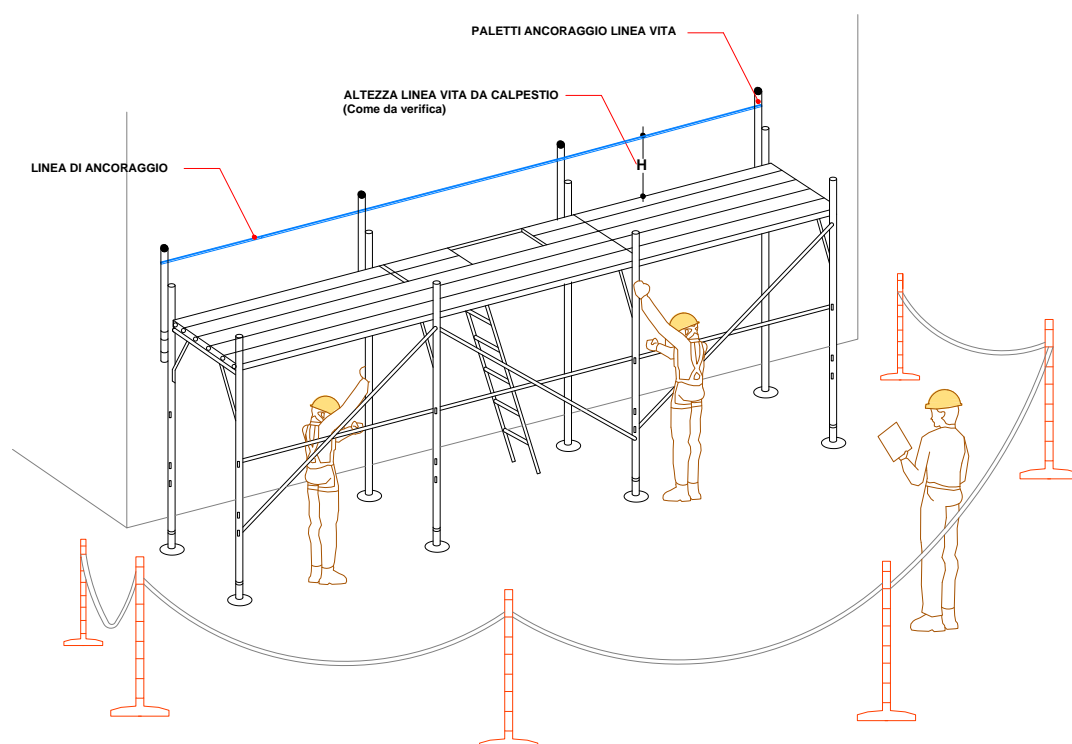 PALETTI ANCORAGGIO LINEA VITA
ALTEZZA LINEA VITA DA CALPESTIO
(Come da verifica)
LINEA DI ANCORAGGIO
H